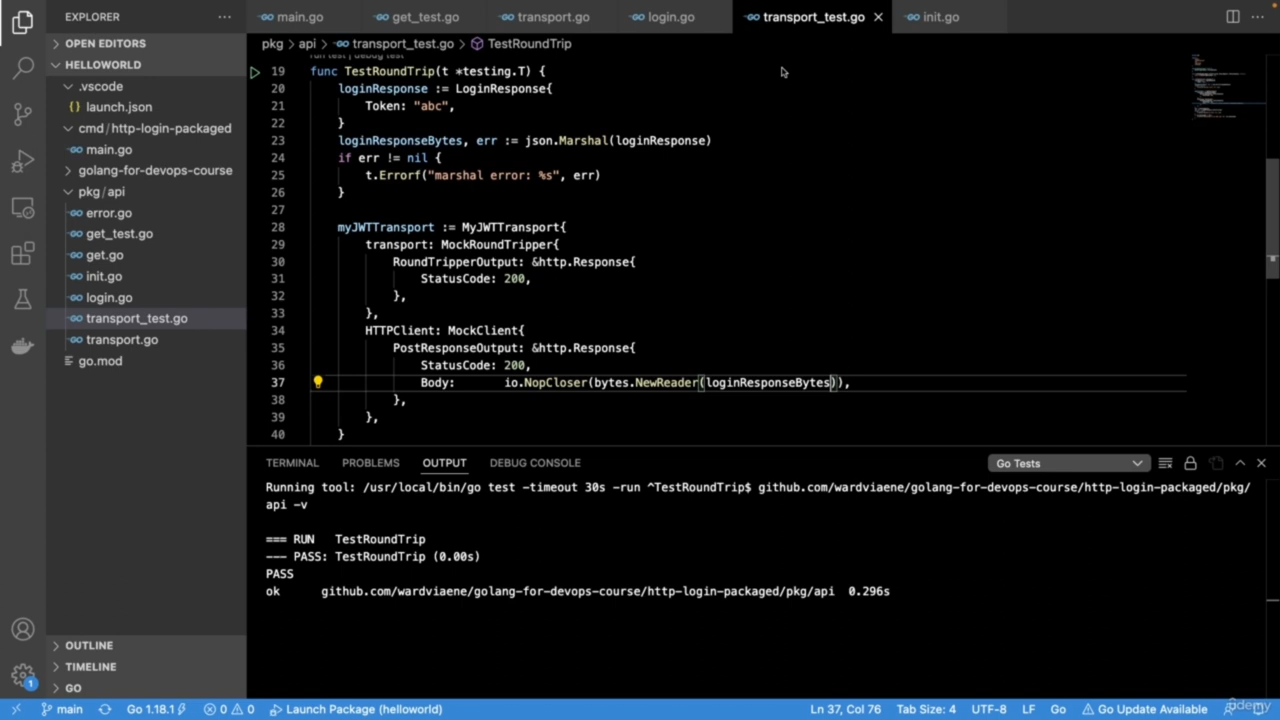 EXPLORER
main.go
get_test.go
transport.go
login.go
transport_test.go
init.go
OPEN EDITORS
HELLOWORLD
.vscode
{} launch.json
cmd/http-login-packaged
main.go
golang-for-devops-course
pkg/api
error.go
get_test.go
get.go
init.go
login.go
transport_test.go
transport.go
go.mod
OUTLINE
TIMELINE
GO
pkg > api > transport_test.go > TestRoundTrip
run test | debug test
19 func TestRoundTrip(t *testing.T) {
20 loginResponse := LoginResponse{
21 Token: "abc",
22 }
23 loginResponseBytes, err := json.Marshal(loginResponse)
24 if err != nil {
25 t.Errorf("marshal error: %s", err)
26 }
27
28 myJWTTransport := MyJWTTransport{
29 transport: MockRoundTripper{
30 RoundTripperOutput: &http.Response{
31 StatusCode: 200,
32 },
33 },
34 HTTPClient: MockClient{
35 PostResponseOutput: &http.Response{
36 StatusCode: 200,
37 Body: io.NopCloser(bytes.NewReader(loginResponseBytes)),
38 },
39 },
40 }
TERMINAL PROBLEMS OUTPUT DEBUG CONSOLE
Go Tests
Running tool: /usr/local/bin/go test -timeout 30s -run ^TestRoundTrip$ github.com/wardviaene/golang-for-devops-course/http-login-packaged/pkg/
api -v
=== RUN TestRoundTrip
--- PASS: TestRoundTrip (0.00s)
PASS
ok github.com/wardviaene/golang-for-devops-course/http-login-packaged/pkg/api 0.296s
1
main Go 1.18.1 0 0 Launch Package (helloworld) Ln 37, Col 76 Tab Size: 4 UTF-8 LF Go Go Update Available
ûdemy